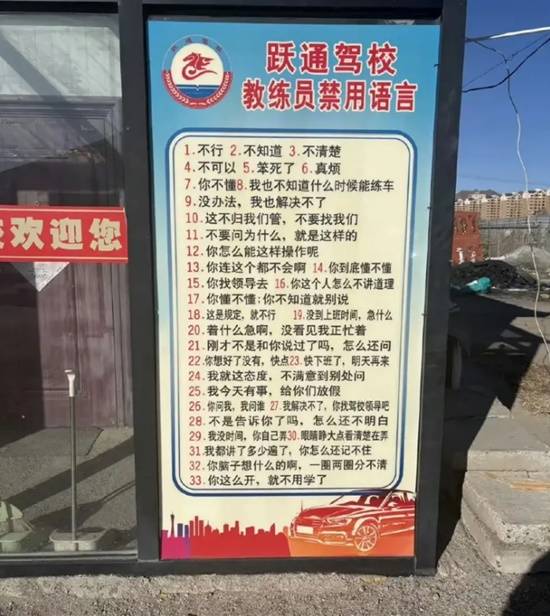 跃通驾校
教练员禁用语言
1.不行 2.不知道 3.不清楚
4.不可以 5.笨死了 6.真烦
7.你不懂8.我也不知道什么时候能练车
9.没办法，我也解决不了
10.这不归我们管，不要找我们
11.不要问为什么，就是这样的
12.你怎么能这样操作呢
13.你连这个都不会啊 14.你到底懂不懂
15.你找领导去 16.你这个人怎么不讲道理
17.你懂不懂:你不知道就别说
18.这是规定，就不行 19.没到上班时间，急什么
20.着什么急啊，没看见我正忙着
21.刚才不是和你说过了吗，怎么还问
22.你想好了没有，快点23.快下班了，明天再来
24.我就这态度，不满意到别处问
25.我今天有事，给你们放假
26.你问我，我问谁 27.我解决不了，你找驾校领导吧
28.不是告诉你了吗，怎么还不明白
29.我没时间，你自己弄30.眼睛睁大点看清楚在弄
31.我都讲了多少遍了，你怎么还记不住
32.你脑子想什么的啊，一圈两圈分不清
33.你这么开，就不用学了
欢迎您